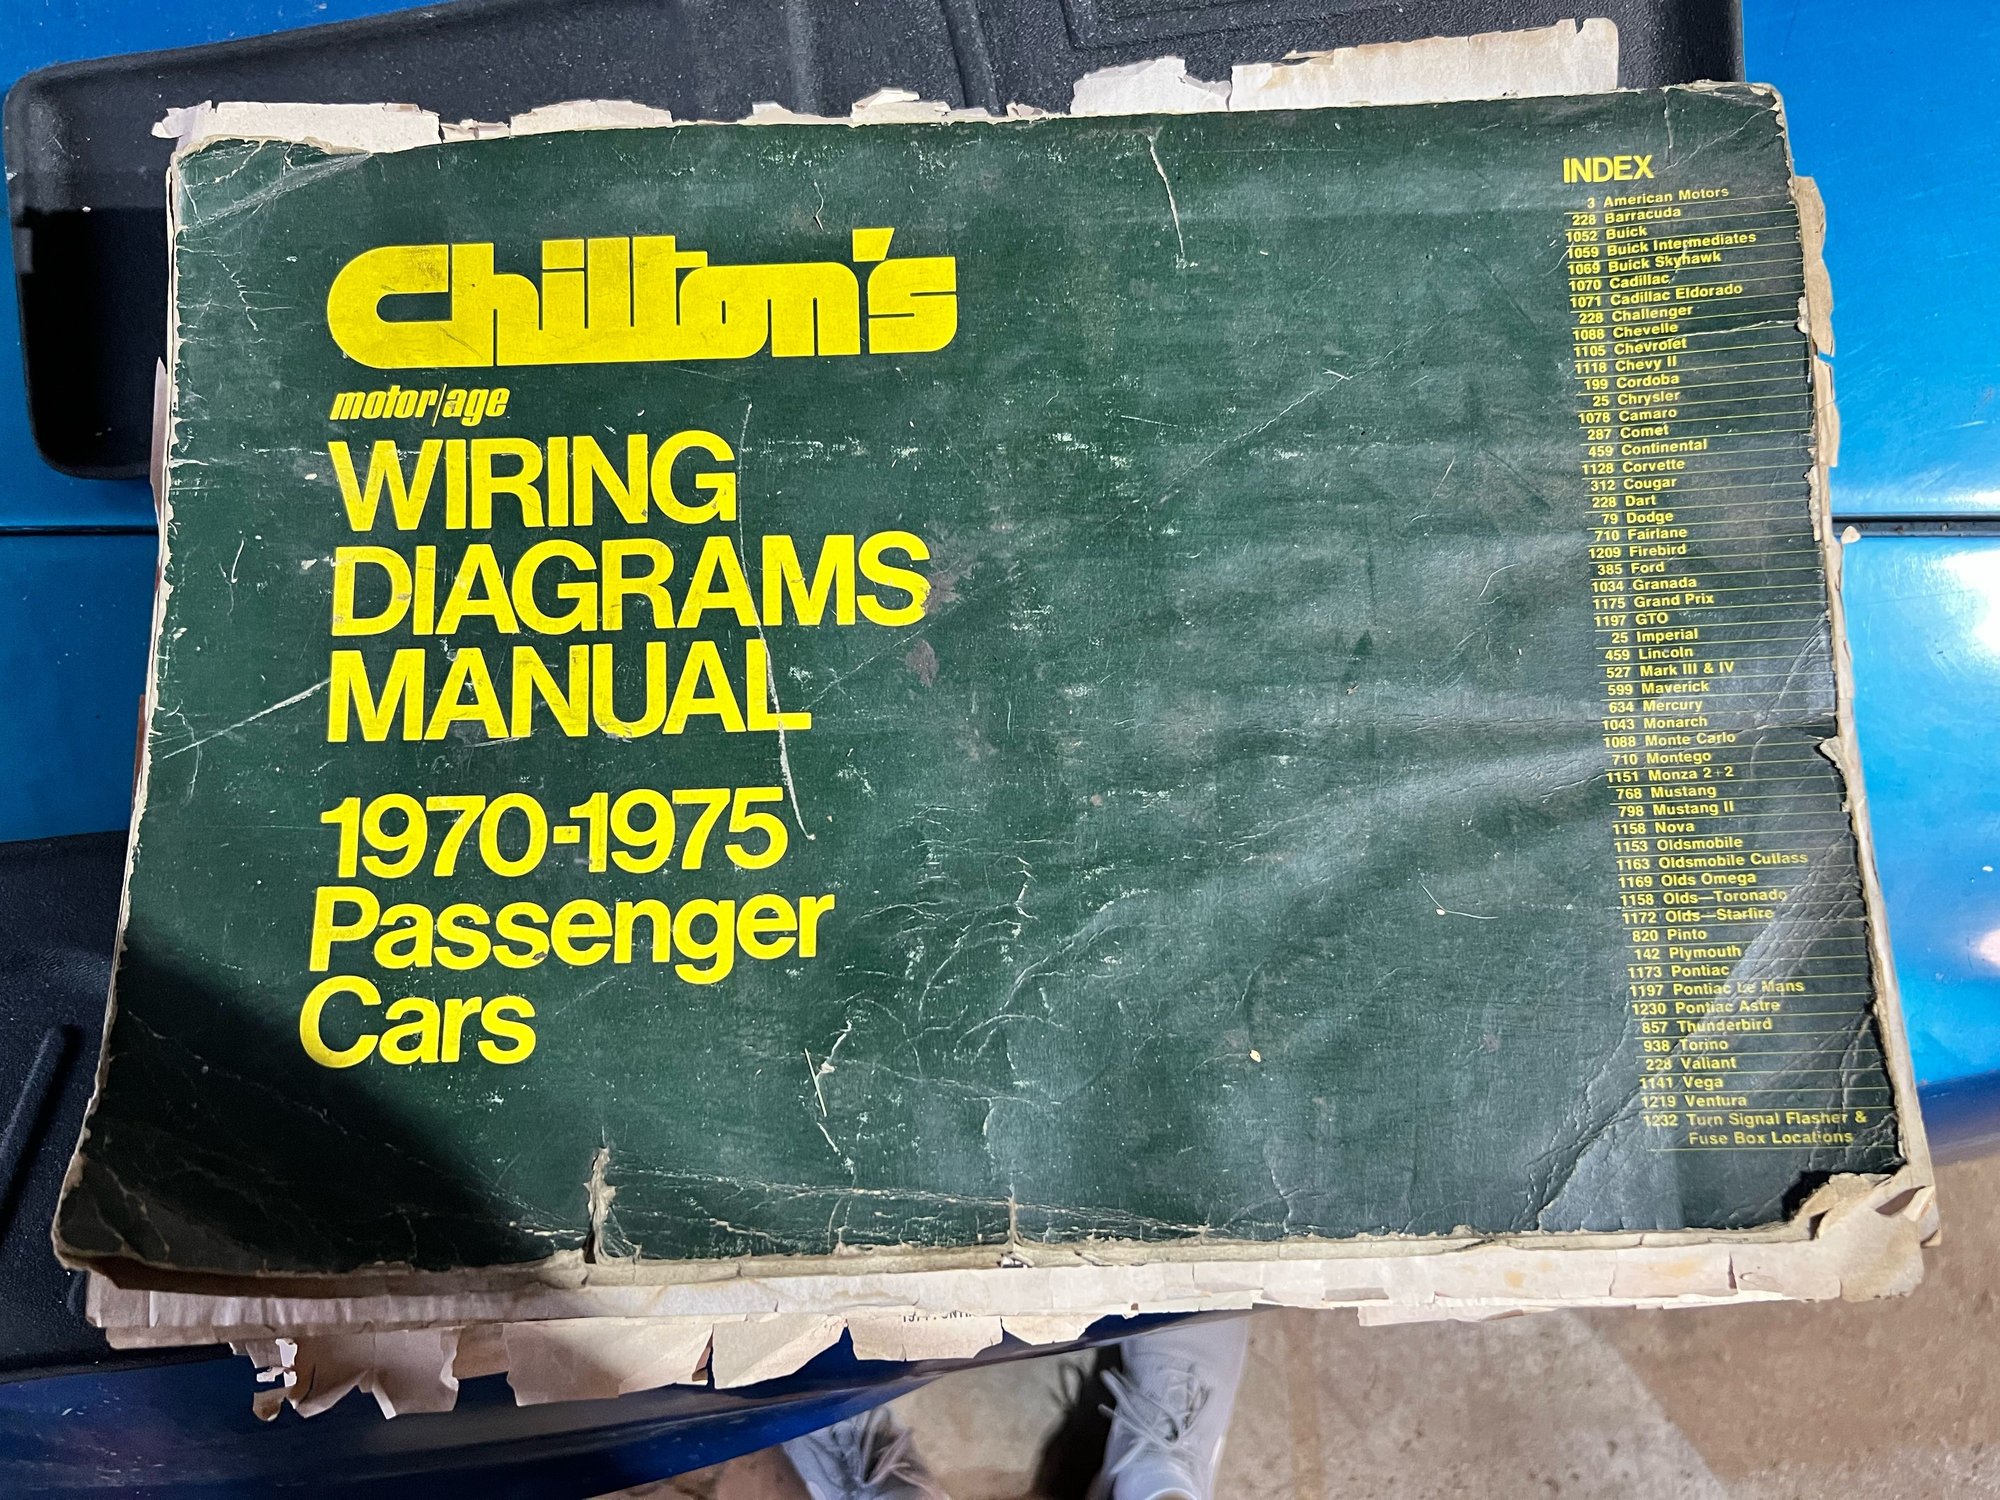 Chilton's
motor/age
WIRING
DIAGRAMS
MANUAL
1970-1975
Passenger
Cars
INDEX
3 American Motors
228 Barracuda
1052 Buick
1059 Buick Intermediates
1069 Buick Skyhawk
1070 Cadillac
1071 Cadillac Eldorado
228 Challenger
1088 Chevelle
1105 Chevrolet
1118 Chevy II
199 Cordoba
25 Chrysler
1078 Camaro
287 Comet
459 Continental
1128 Corvette
312 Cougar
228 Dart
79 Dodge
710 Fairlane
1209 Firebird
385 Ford
1034 Granada
1175 Grand Prix
1197 GTO
25 Imperial
459 Lincoln
527 Mark III & IV
599 Maverick
634 Mercury
1043 Monarch
1088 Monte Carlo
710 Montego
1151 Monza 2+2
768 Mustang
798 Mustang II
1158 Nova
1153 Oldsmobile
1163 Oldsmobile Cutlass
1169 Olds Omega
1158 Olds—Toronado
1172 Olds—Starfire
820 Pinto
142 Plymouth
1173 Pontiac
1197 Pontiac Le Mans
1230 Pontiac Astre
857 Thunderbird
938 Torino
228 Valiant
1141 Vega
1219 Ventura
1232 Turn Signal Flasher &
Fuse Box Locations